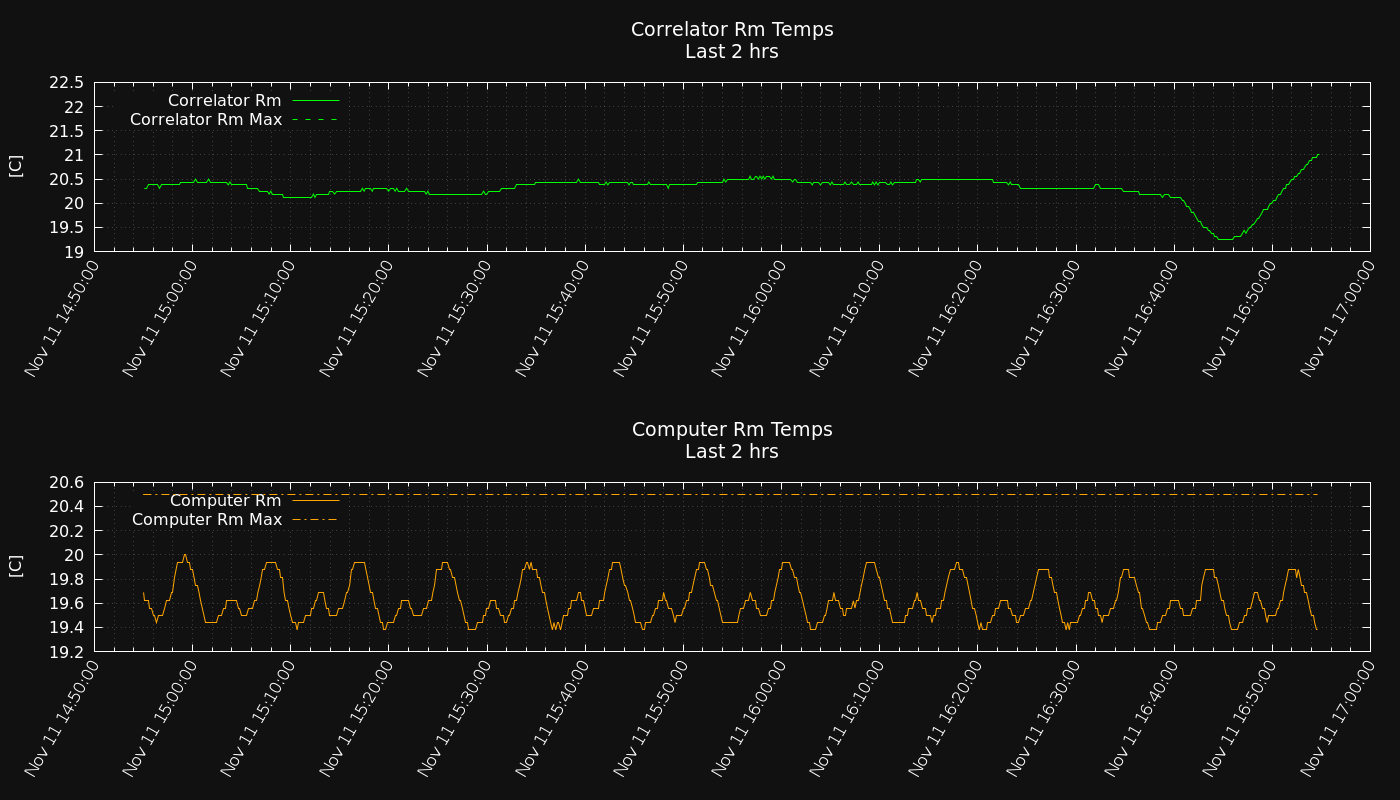 Correlator Rm Temps
Last 2 hrs
[C]
22.5
22
21.5
21
20.5
20
19.5
19
Correlator Rm
Correlator Rm Max
Nov 11 14:50:00
Nov 11 15:00:00
Nov 11 15:10:00
Nov 11 15:20:00
Nov 11 15:30:00
Nov 11 15:40:00
Nov 11 15:50:00
Nov 11 16:00:00
Nov 11 16:10:00
Nov 11 16:20:00
Nov 11 16:30:00
Nov 11 16:40:00
Nov 11 16:50:00
Nov 11 17:00:00
Computer Rm Temps
Last 2 hrs
[C]
20.6
20.4
20.2
20
19.8
19.6
19.4
19.2
Computer Rm
Computer Rm Max
Nov 11 14:50:00
Nov 11 15:00:00
Nov 11 15:10:00
Nov 11 15:20:00
Nov 11 15:30:00
Nov 11 15:40:00
Nov 11 15:50:00
Nov 11 16:00:00
Nov 11 16:10:00
Nov 11 16:20:00
Nov 11 16:30:00
Nov 11 16:40:00
Nov 11 16:50:00
Nov 11 17:00:00